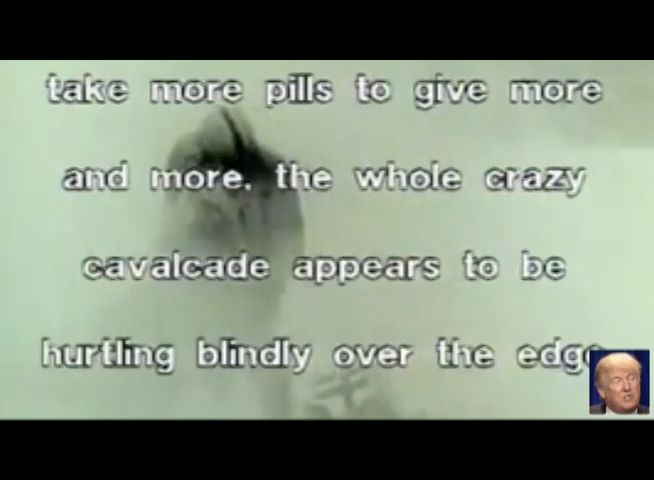 take more pills to give more
and more. the whole crazy
cavalcade appears to be
hurtling blindly over the edge